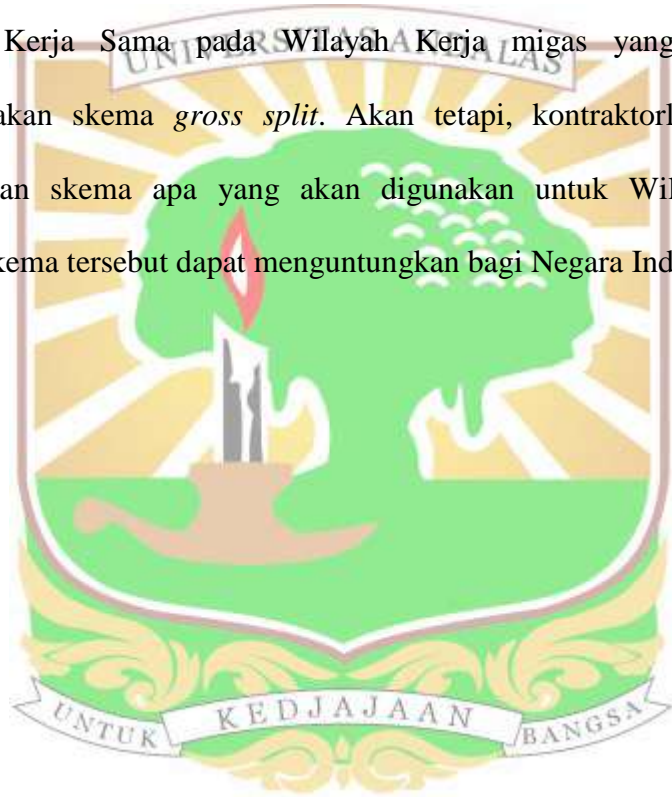 Kerja Sama pada Wilayah Kerja migas yang
akan skema gross split. Akan tetapi, kontraktor
an skema apa yang akan digunakan untuk Wil
kema tersebut dapat menguntungkan bagi Negara Ind
UNIVERSITAS ANDALAS
UNTUK KEDJAJAAN BANGSA